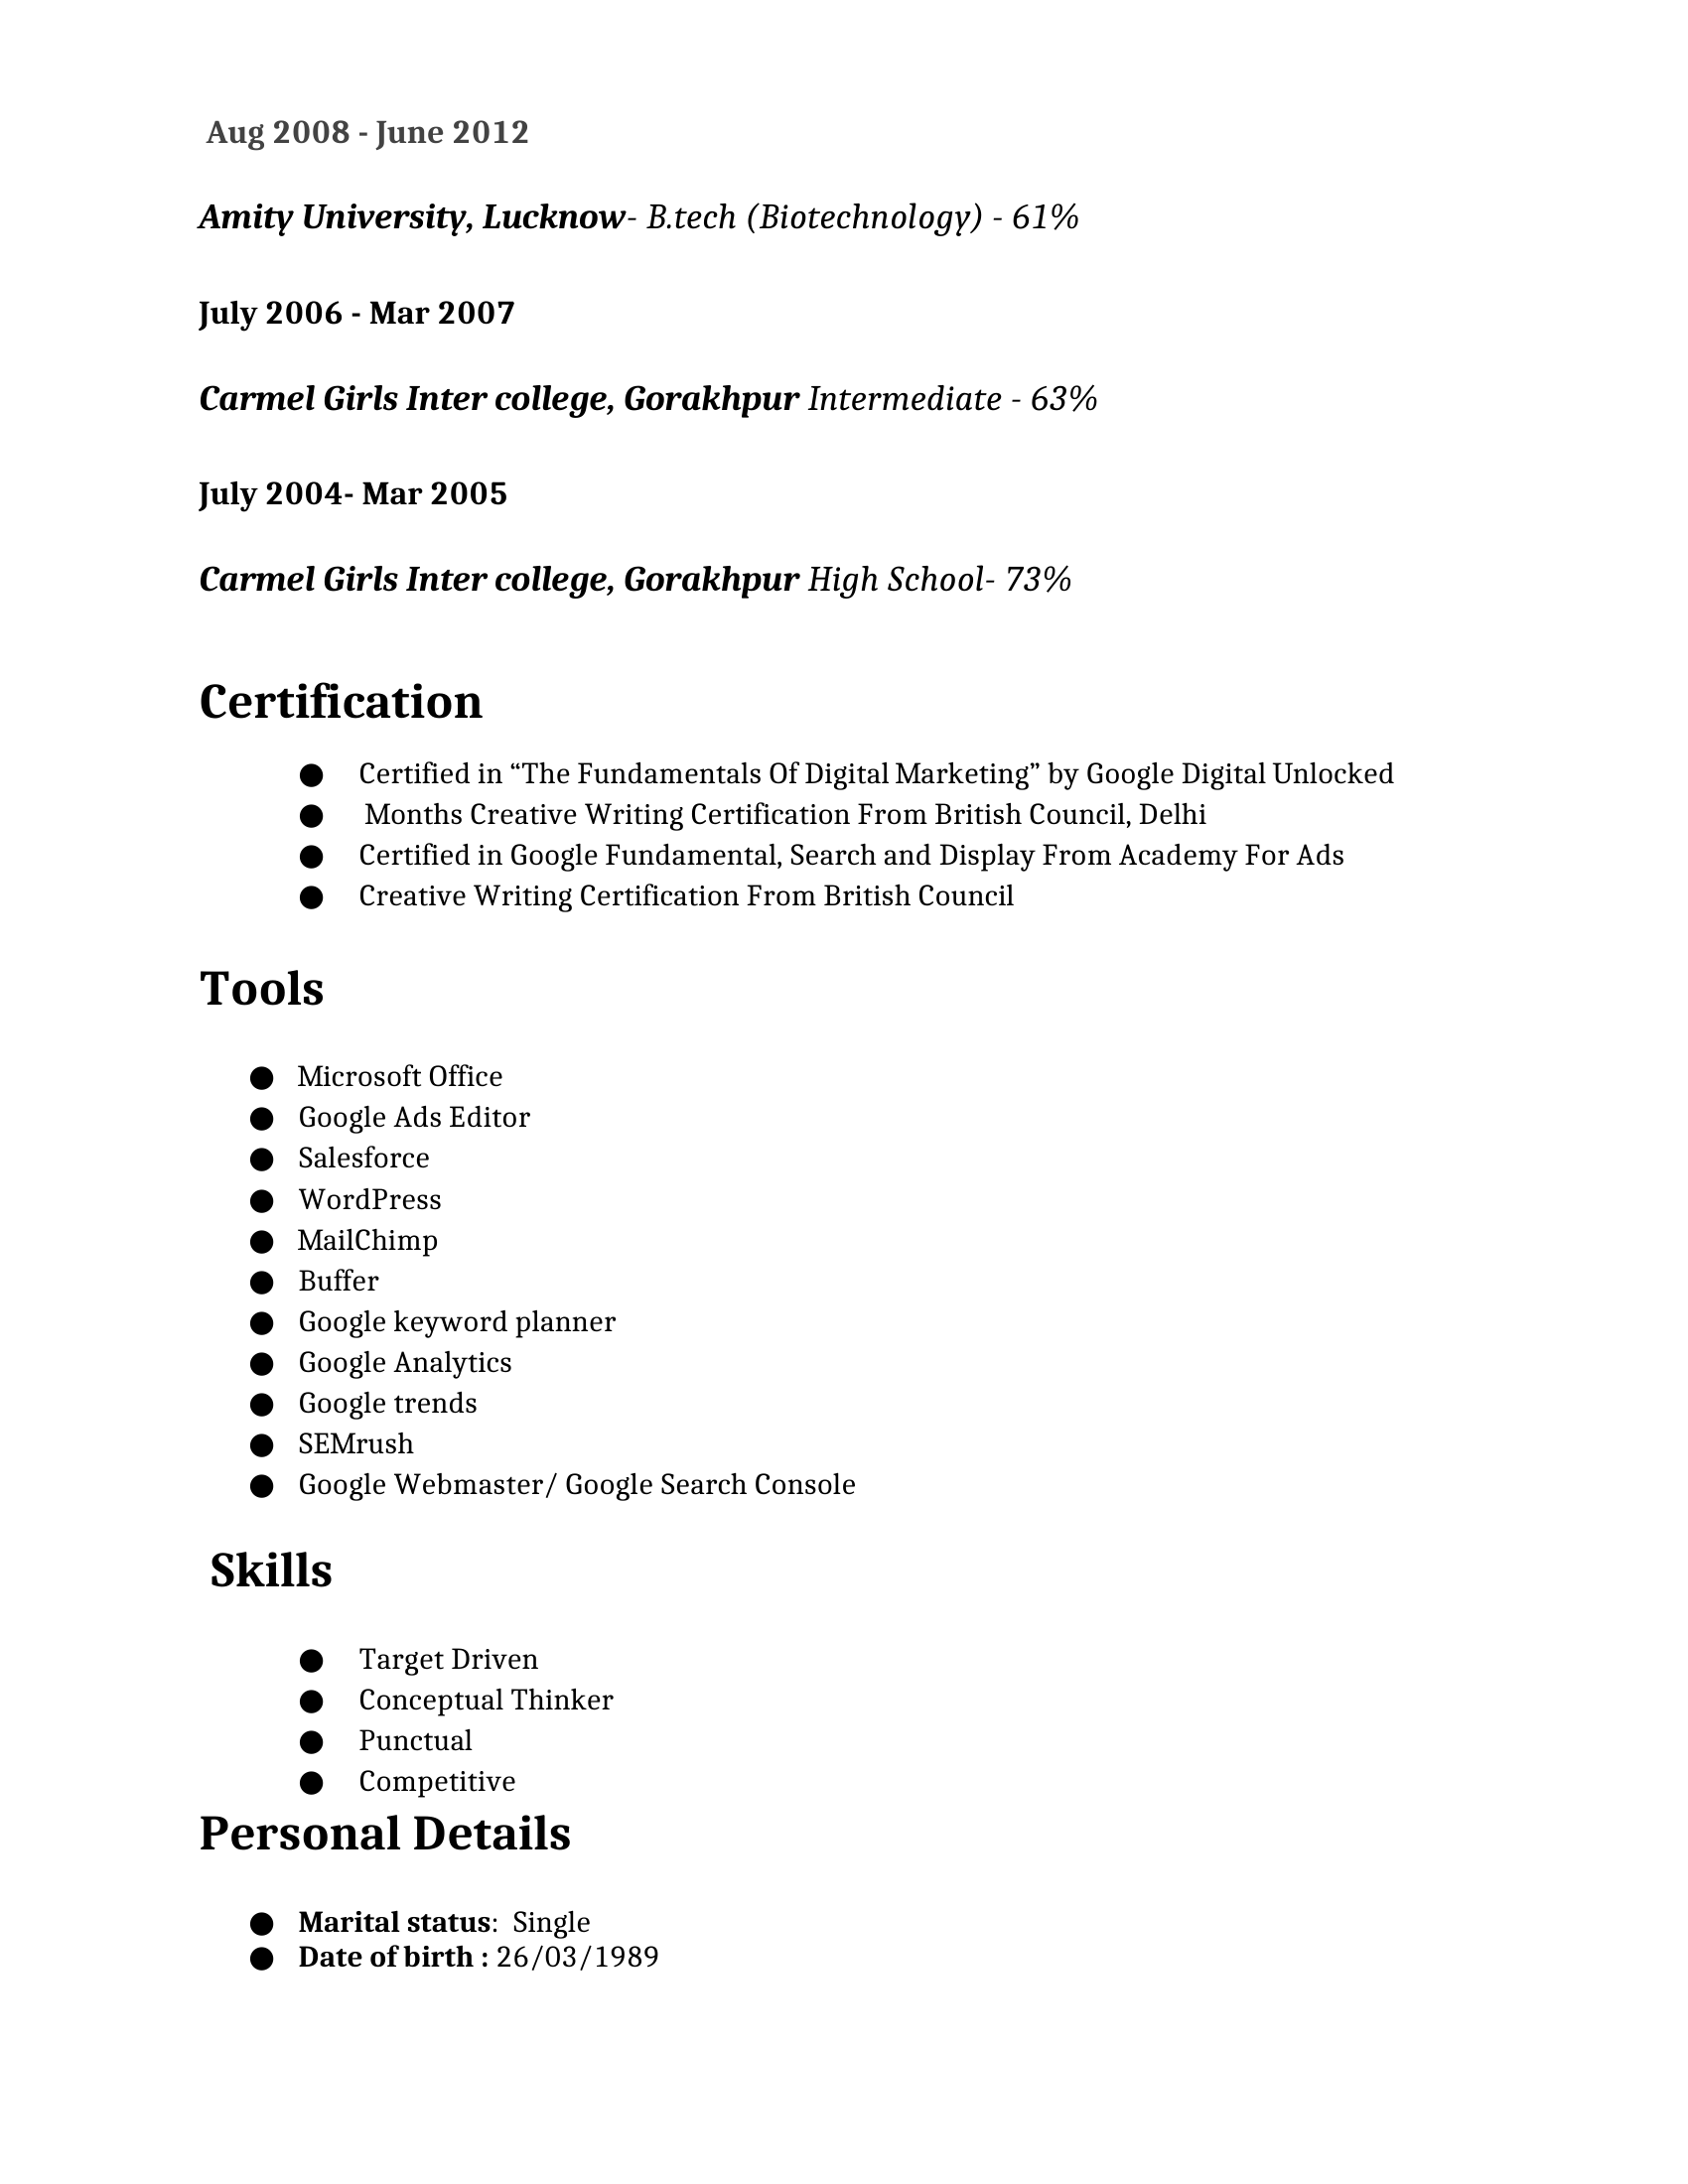 Aug 2008 - June 2012
Amity University, Lucknow- B.tech (Biotechnology) - 61%
July 2006 - Mar 2007
Carmel Girls Inter college, Gorakhpur Intermediate - 63%
July 2004- Mar 2005
Carmel Girls Inter college, Gorakhpur High School- 73%
Certification
● Certified in “The Fundamentals Of Digital Marketing” by Google Digital Unlocked
● Months Creative Writing Certification From British Council, Delhi
● Certified in Google Fundamental, Search and Display From Academy For Ads
● Creative Writing Certification From British Council
Tools
● Microsoft Office
● Google Ads Editor
● Salesforce
● WordPress
● MailChimp
● Buffer
● Google keyword planner
● Google Analytics
● Google trends
● SEMrush
● Google Webmaster/ Google Search Console
Skills
● Target Driven
● Conceptual Thinker
● Punctual
● Competitive
Personal Details
● Marital status: Single
● Date of birth : 26/03/1989